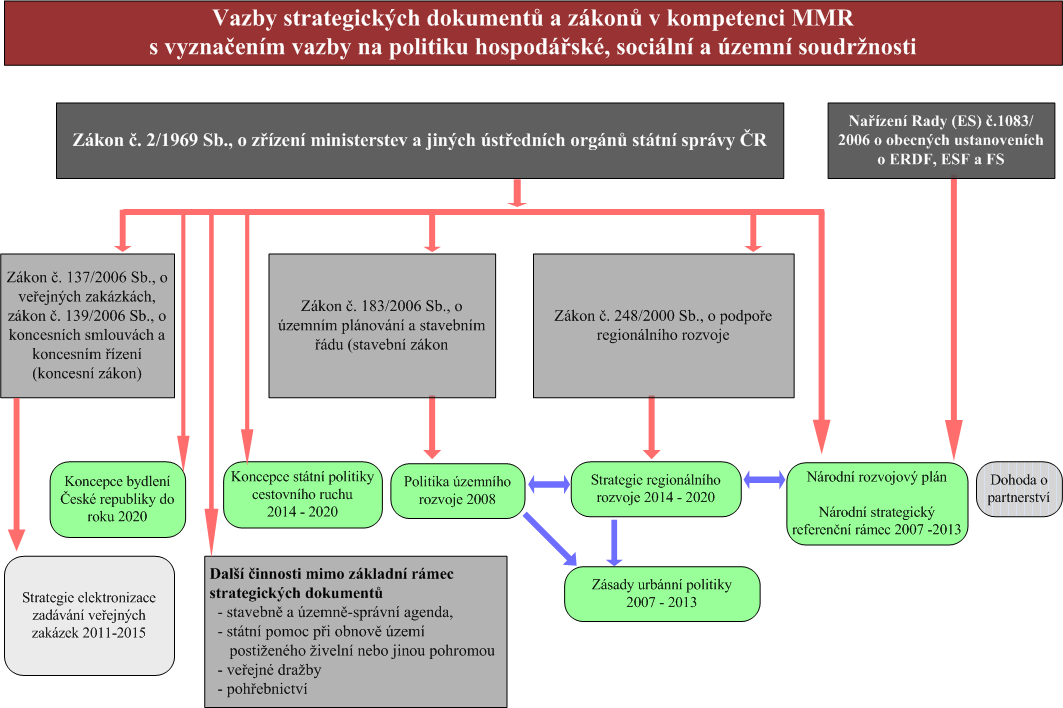 Vazby strategických dokumentů a zákonů v kompetenci MMR
s vyznačením vazby na politiku hospodářské, sociální a územní soudržnosti
Zákon č. 2/1969 Sb., o zřízení ministerstev a jiných ústředních orgánů státní správy ČR
Nařízení Rady (ES) č.1083/
2006 o obecných ustanoveních
o ERDF, ESF a FS
Zákon č. 137/2006 Sb., o
veřejných zakázkách,
zákon č. 139/2006 Sb., o
koncesních smlouvách a
koncesním řízení
(koncesní zákon)
Zákon č. 183/2006 Sb., o
územním plánování a stavebním
řádu (stavební zákon
Zákon č. 248/2000 Sb., o podpoře
regionálního rozvoje
Koncepce bydlení
České republiky do
roku 2020
Koncepce státní politiky
cestovního ruchu
2014 - 2020
Politika územního
rozvoje 2008
Strategie regionálního
rozvoje 2014 - 2020
Národní rozvojový plán
Národní strategický
referenční rámec 2007 -2013
Dohoda o
partnerství
Strategie elektronizace
zadávání veřejných
zakázek 2011-2015
Další činnosti mimo základní rámec
strategických dokumentů
- stavebně a územně-správní agenda,
- státní pomoc při obnově území
postiženého živelní nebo jinou pohromou
- veřejné dražby
- pohřebnictví
Zásady urbánní politiky
2007 - 2013